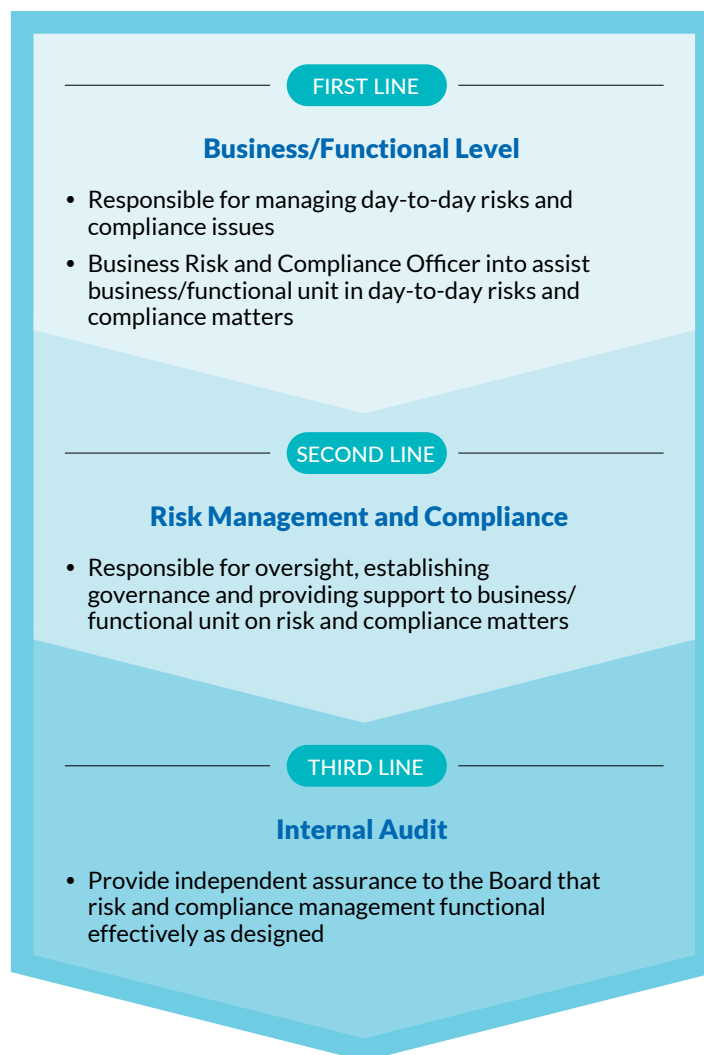 FIRST LINE
Business/Functional Level
• Responsible for managing day-to-day risks and
compliance issues
• Business Risk and Compliance Officer into assist
business/functional unit in day-to-day risks and
compliance matters
SECOND LINE
Risk Management and Compliance
• Responsible for oversight, establishing
governance and providing support to business/
functional unit on risk and compliance matters
THIRD LINE
Internal Audit
• Provide independent assurance to the Board that
risk and compliance management functional
effectively as designed